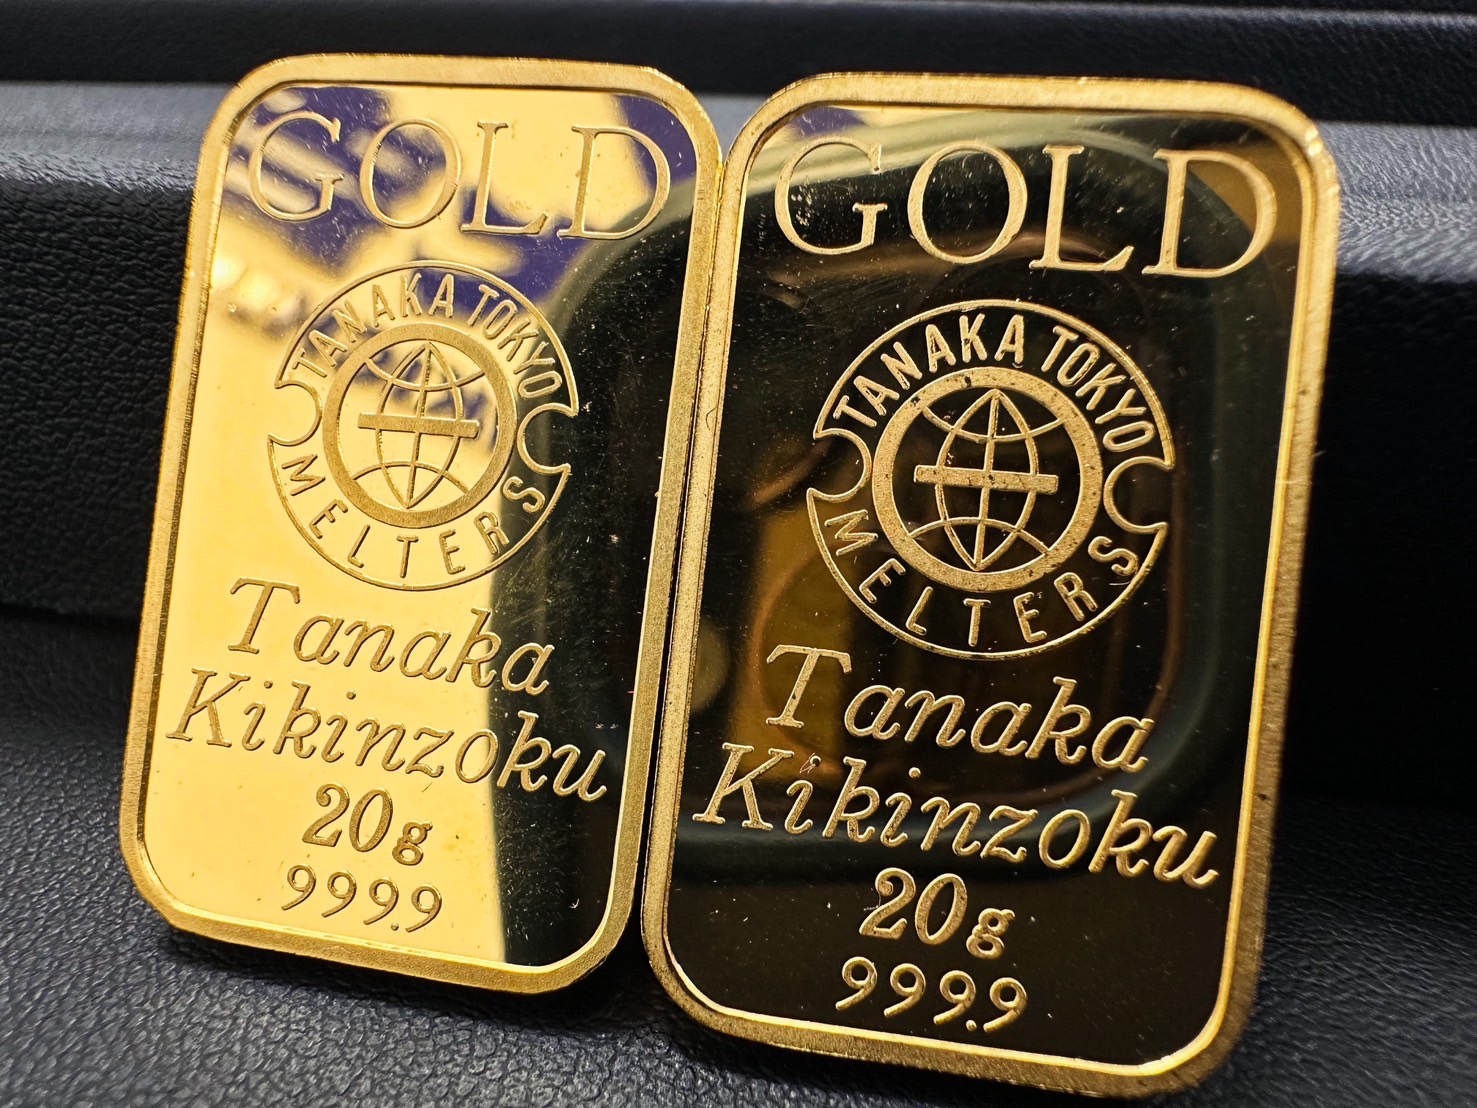 GOLD
TANAKA TOKYO
MELTERS
Tanaka
Kikinzoku
20g
999.9
GOLD
TANAKA TOKYO
MELTERS
Tanaka
Kikinzoku
20g
999.9